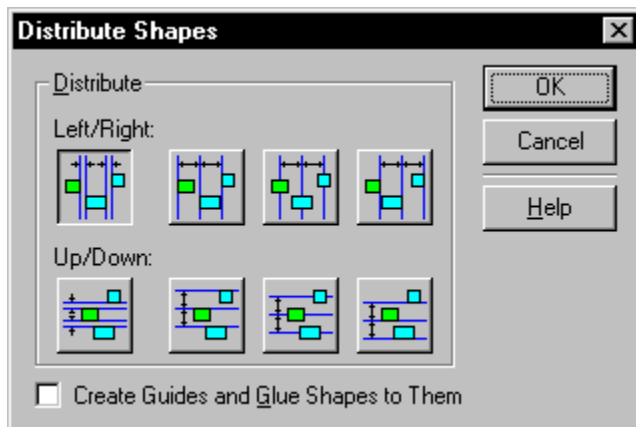 Distribute Shapes
Distribute
Left/Right:
Up/Down:
Create Guides and Glue Shapes to Them
OK
Cancel
Help